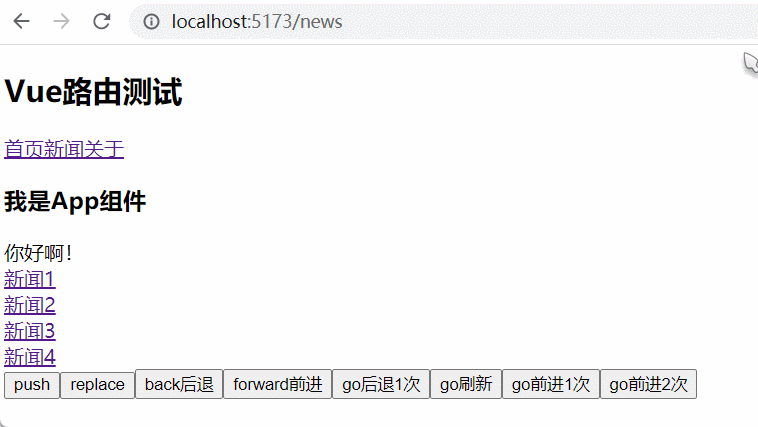 localhost:5173/news
Vue路由测试
首页新闻关于
我是App组件
你好啊！
新闻1
新闻2
新闻3
新闻4
push replace back后退 forward前进 go后退1次 go刷新 go前进1次 go前进2次